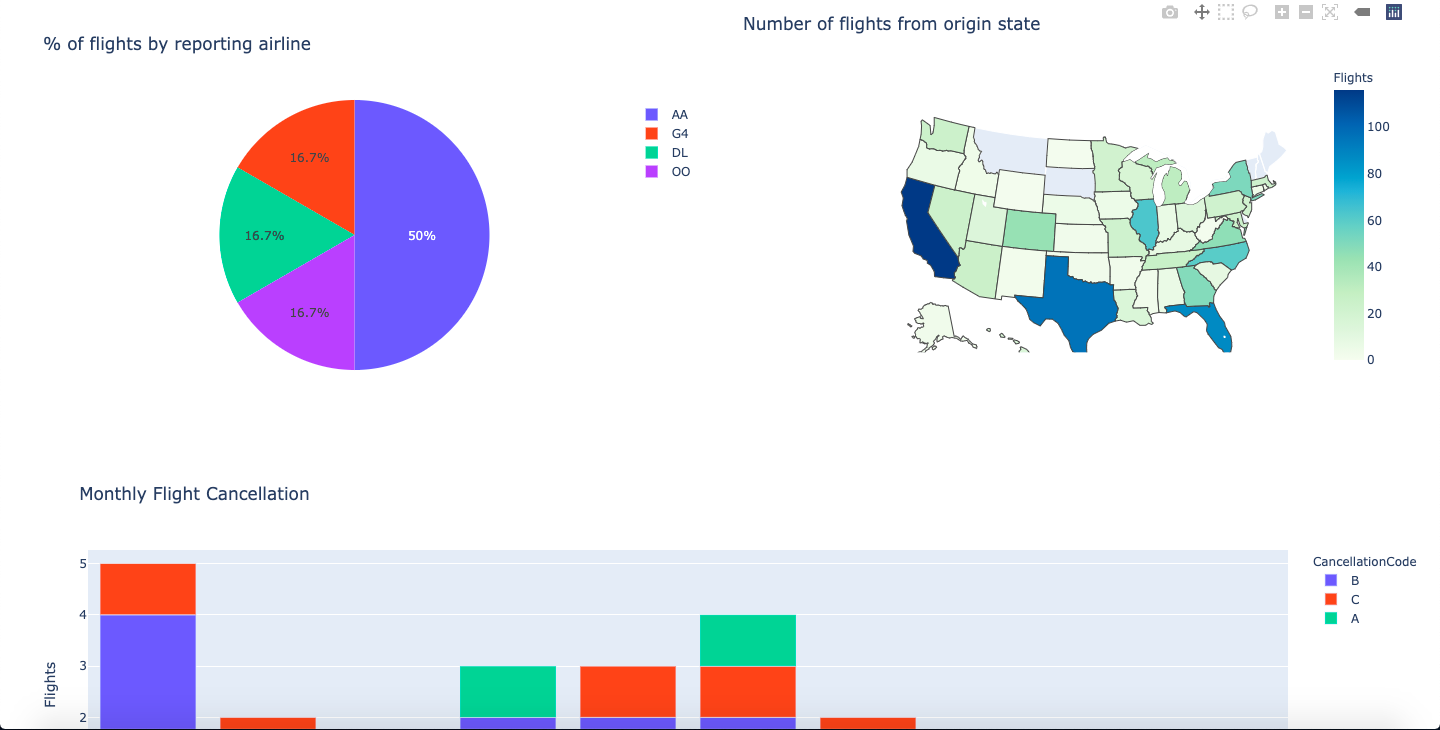 % of flights by reporting airline
16.7%
16.7%
50%
16.7%
AA
G4
DL
OO
Number of flights from origin state
Flights
100
80
60
40
20
0
Monthly Flight Cancellation
Flights
5
4
3
2
CancellationCode
B
C
A